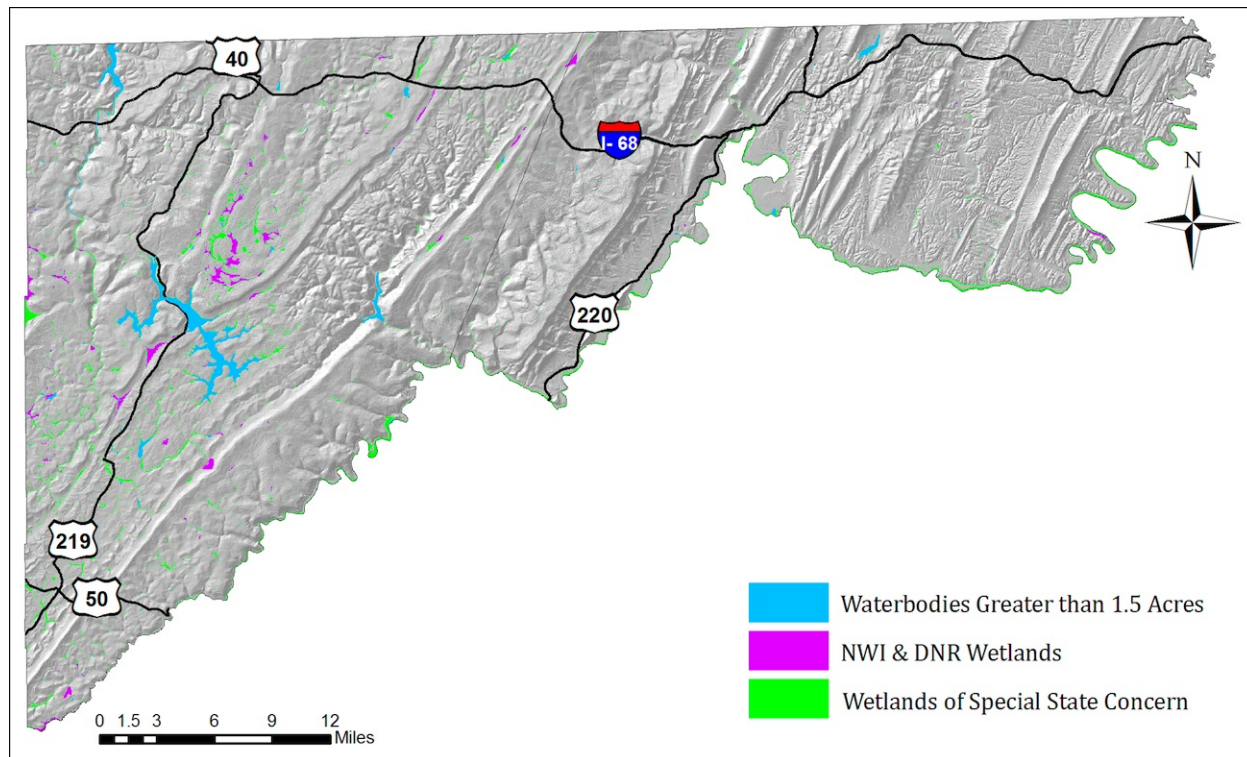 40
I- 68
N
220
219
50
Waterbodies Greater than 1.5 Acres
NWI & DNR Wetlands
Wetlands of Special State Concern
0 1.5 3 6 9 12
Miles